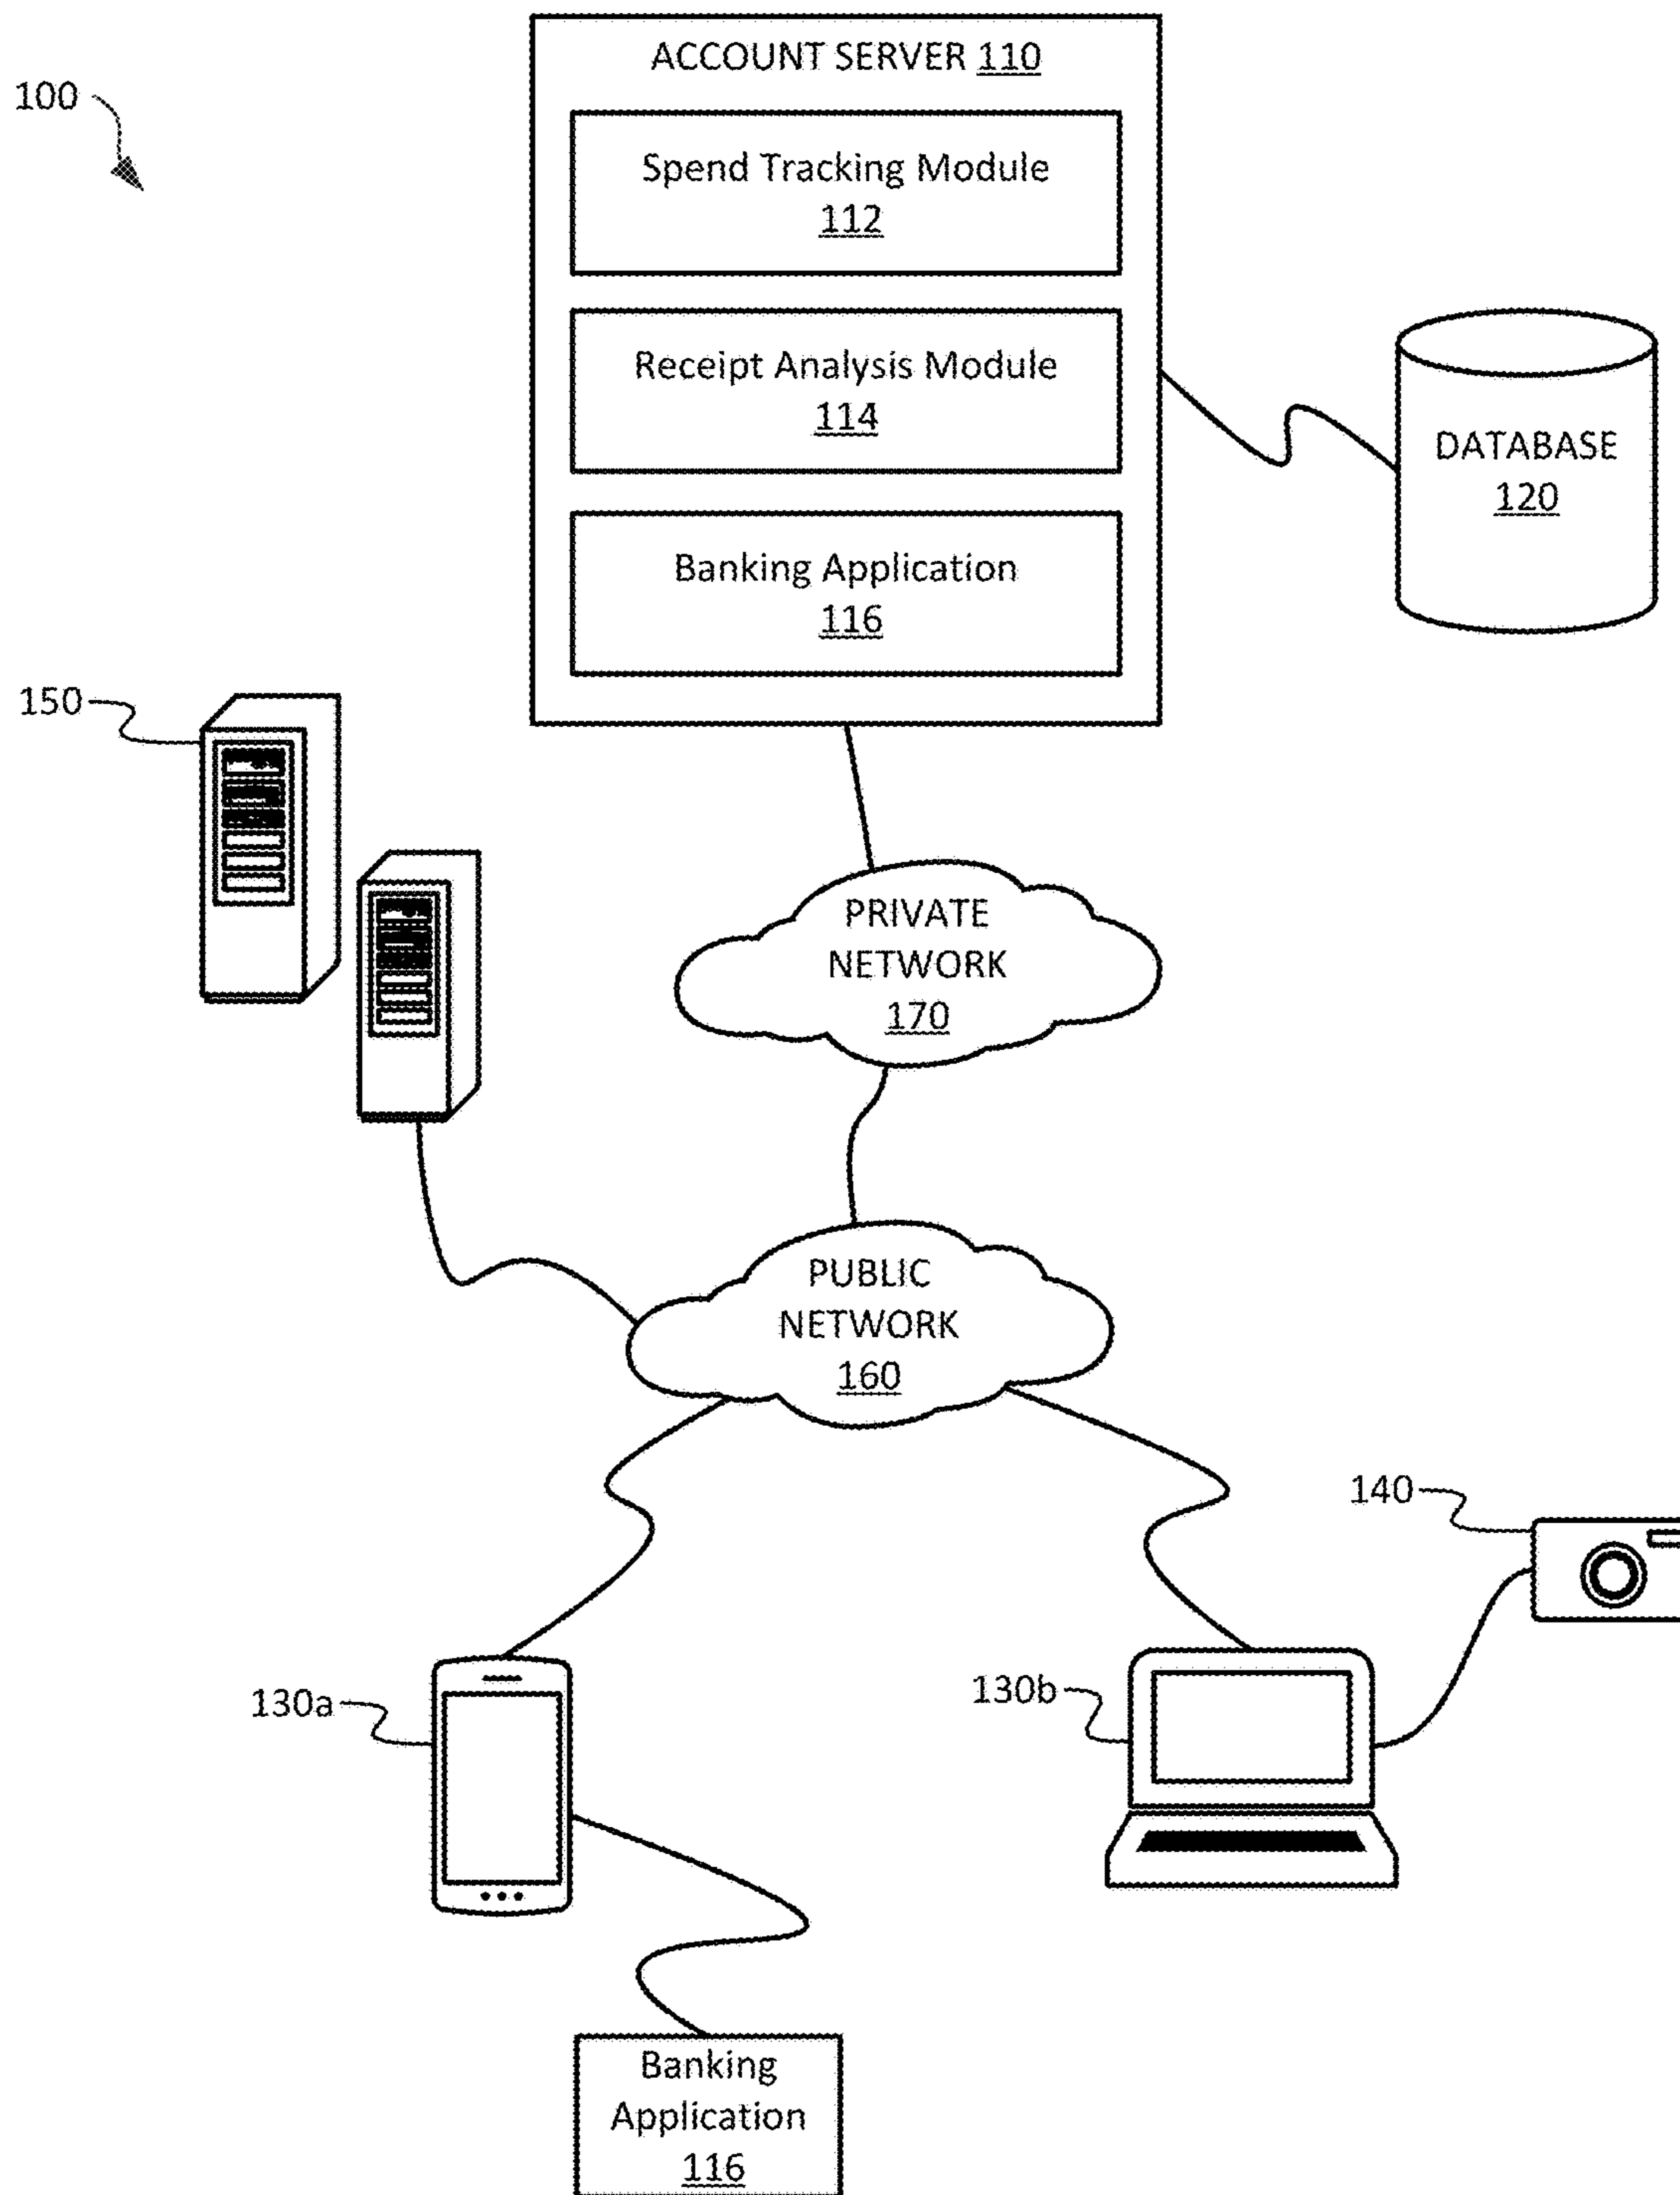 ACCOUNT SERVER 110
100
Spend Tracking Module
112
Receipt Analysis Module
114
DATABASE
120
Banking Application
116
150
PRIVATE
NETWORK
170
PUBLIC
NETWORK
160
140
130a
130b
Banking
Application
116